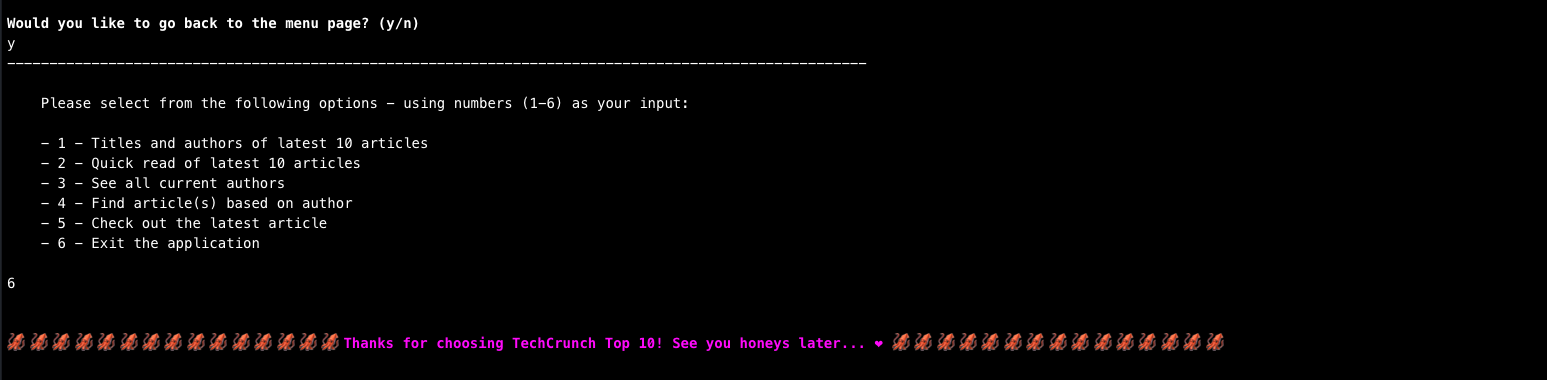 Would you like to go back to the menu page? (y/n)
y
------------------------------------------------------------------------------------------------------
Please select from the following options - using numbers (1-6) as your input:
- 1 - Titles and authors of latest 10 articles
- 2 - Quick read of latest 10 articles
- 3 - See all current authors
- 4 - Find article(s) based on author
- 5 - Check out the latest article
- 6 - Exit the application
6
🦑 🦑 🦑 🦑 🦑 🦑 🦑 🦑 🦑 🦑 🦑 🦑 🦑 🦑 🦑 Thanks for choosing TechCrunch Top 10! See you honeys later... ❤ 🦑 🦑 🦑 🦑 🦑 🦑 🦑 🦑 🦑 🦑 🦑 🦑 🦑 🦑 🦑